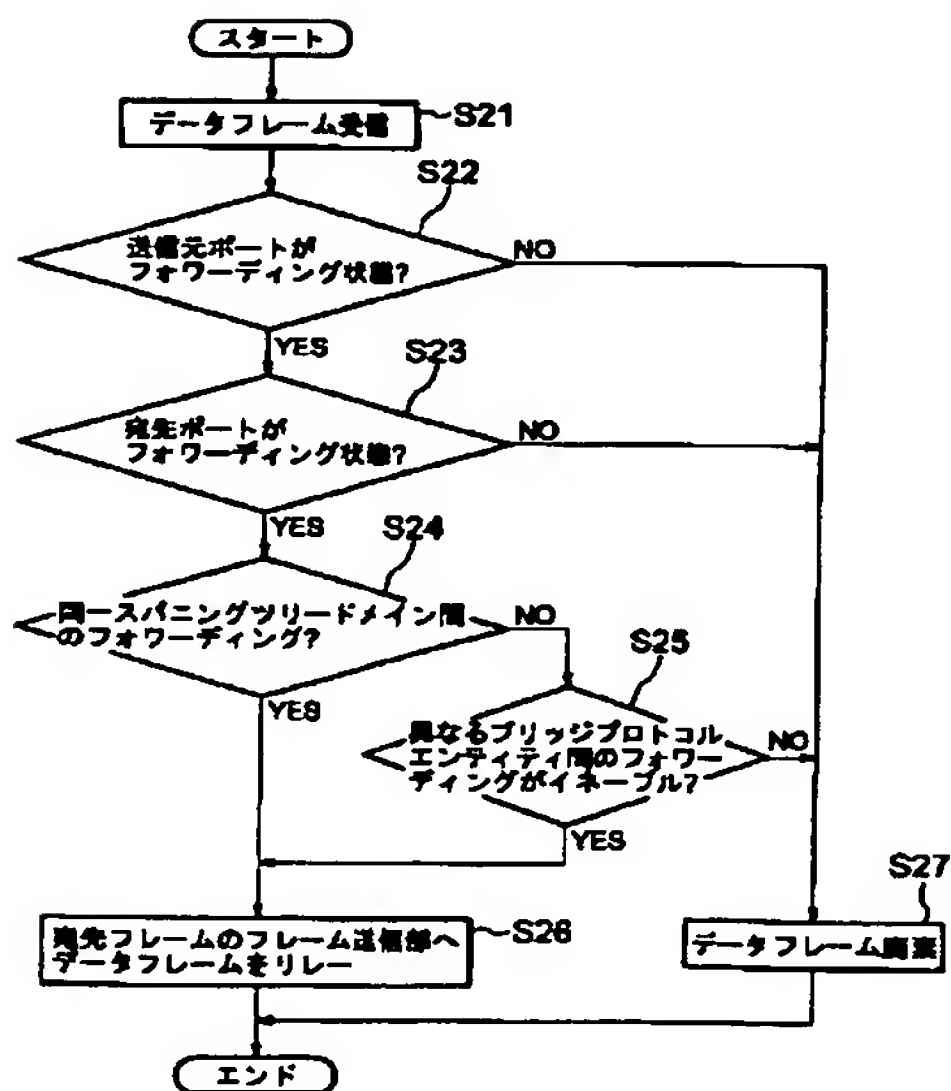 スタート
データフレーム受信
S21
S22
送信元ポートが
フォワーディング状態?
NO
YES
S23
宛先ポートが
フォワーディング状態?
NO
YES
S24
同一スパニングツリードメイン間
のフォワーディング?
NO
YES
S25
異なるブリッジプロトコル
エンティティ間のフォワー
ディングがイネーブル?
NO
YES
宛先フレームのフレーム送信部へ
データフレームをリレー
S26
S27
データフレーム廃棄
エンド